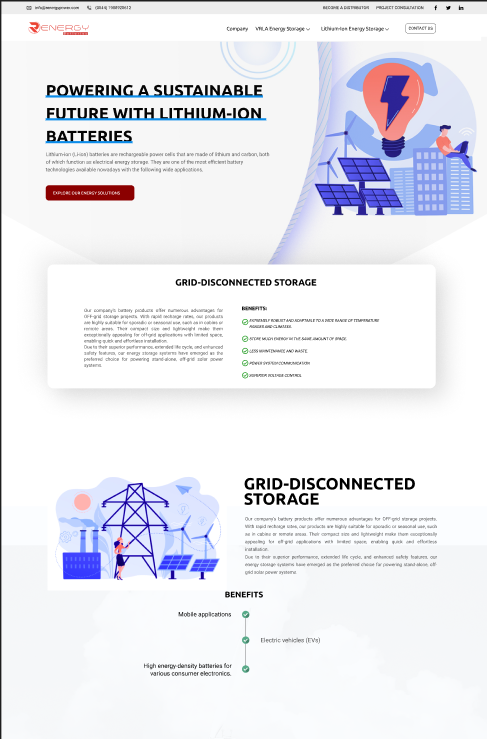 info@renergypower.com (0044) 7688925612 BECOME A DISTRIBUTOR PROJECT CONSULTATION
RENERGY Company VRLA Energy Storage Lithium-Ion Energy Storage CONTACT US
POWERING A SUSTAINABLE
FUTURE WITH LITHIUM-ION
BATTERIES
Lithium-Ion (Li-ion) batteries are rechargeable power cells that are made of lithium and carbon, both
of which function as electrical energy storage. They are one of the most efficient battery
technologies available nowadays with the following wide applications.
EXPLORE OUR ENERGY SOLUTIONS
GRID-DISCONNECTED STORAGE
Our company's battery products offer numerous advantages for
OFF-grid storage projects. With rapid recharge rates, our products
are highly suitable for sporadic or seasonal use, such as in cabins or
remote areas. Their compact size and lightweight make them
exceptionally appealing for off-grid applications with limited space,
enabling quick and effortless installation.
Due to their superior performance, extended life cycle, and enhanced
safety features, our energy storage systems have emerged as the
preferred choice for powering stand-alone, off-grid solar power
systems.
BENEFITS:
EXTREMELY ROBUST AND ADAPTABLE TO A WIDE RANGE OF TEMPERATURE
RANGES AND CLIMATES.
STORE MUCH ENERGY IN THE SAME AMOUNT OF SPACE
LESS MAINTENANCE AND WASTE.
POWER SYSTEM COMMUNICATION
SUPERIOR VOLTAGE CONTROL
GRID-DISCONNECTED
STORAGE
Our company's battery products offer numerous advantages for OFF-grid storage projects.
With rapid recharge rates, our products are highly suitable for sporadic or seasonal use, such
as in cabins or remote areas. Their compact size and lightweight make them exceptionally
appealing for off-grid applications with limited space, enabling quick and effortless
installation.
Due to their superior performance, extended life cycle, and enhanced safety features, our
energy storage systems have emerged as the preferred choice for powering stand-alone, off-
grid solar power systems.
BENEFITS
Mobile applications
Electric vehicles (EVs)
High energy-density batteries for
various consumer electronics.